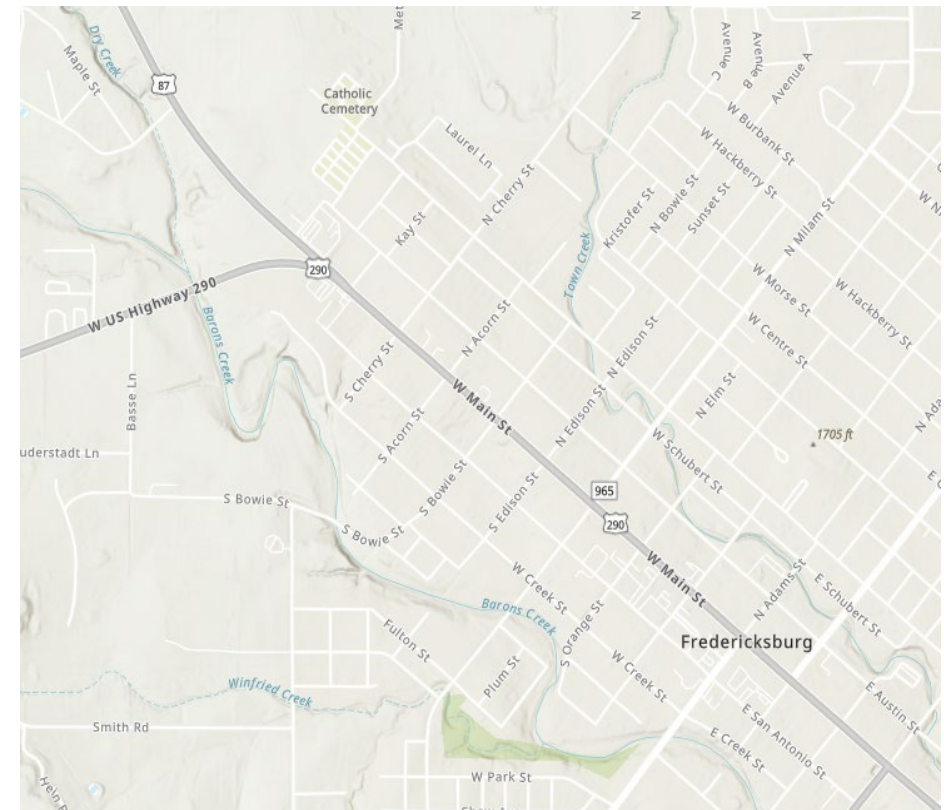 Dry Creek
Maple St
87
Met
N
Avenue C
Avenue B
Avenue A
Catholic
Cemetery
Laurel Ln
W Burbank St
W Hackberry St
N Cherry St
Kay St
Kristofer St
N Bowie St
Sunset St
N Milam St
W N
Town Creek
290
W US Highway 290
Barons Creek
W Morse St
W Hackberry St
N Acorn St
W Centre St
N Edison St
S Cherry St
Basse Ln
W Main St
N Elm St
N Ada
N Edison St
1705 ft
S Acorn St
W Schubert St
uderstadt Ln
S Bowie St
S Edison St
965
290
S Bowie St
S Bowie St
W Main St
W Creek St
N Adams St
E Schubert St
Barons Creek
S Orange St
Fulton St
Fredericksburg
Plum St
W Creek St
Winfried Creek
E Austin St
Smith Rd
E San Antonio St
E Creek St
W Park St